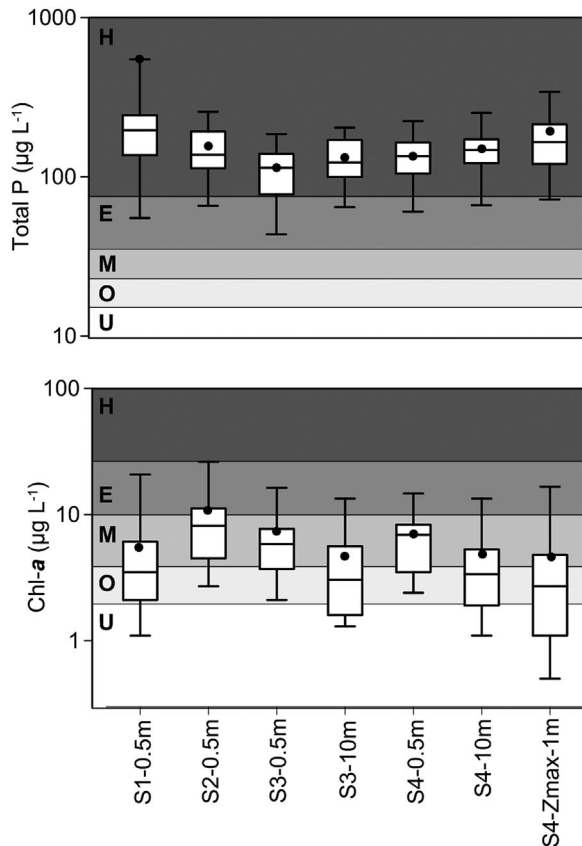 1000
H
Total P (µg L-1)
100
E
M
O
U
10
100
H
E
Chl-a (µg L-1)
10
M
O
U
1
S1-0.5m
S2-0.5m
S3-0.5m
S3-10m
S4-0.5m
S4-10m
S4-Zmax-1m